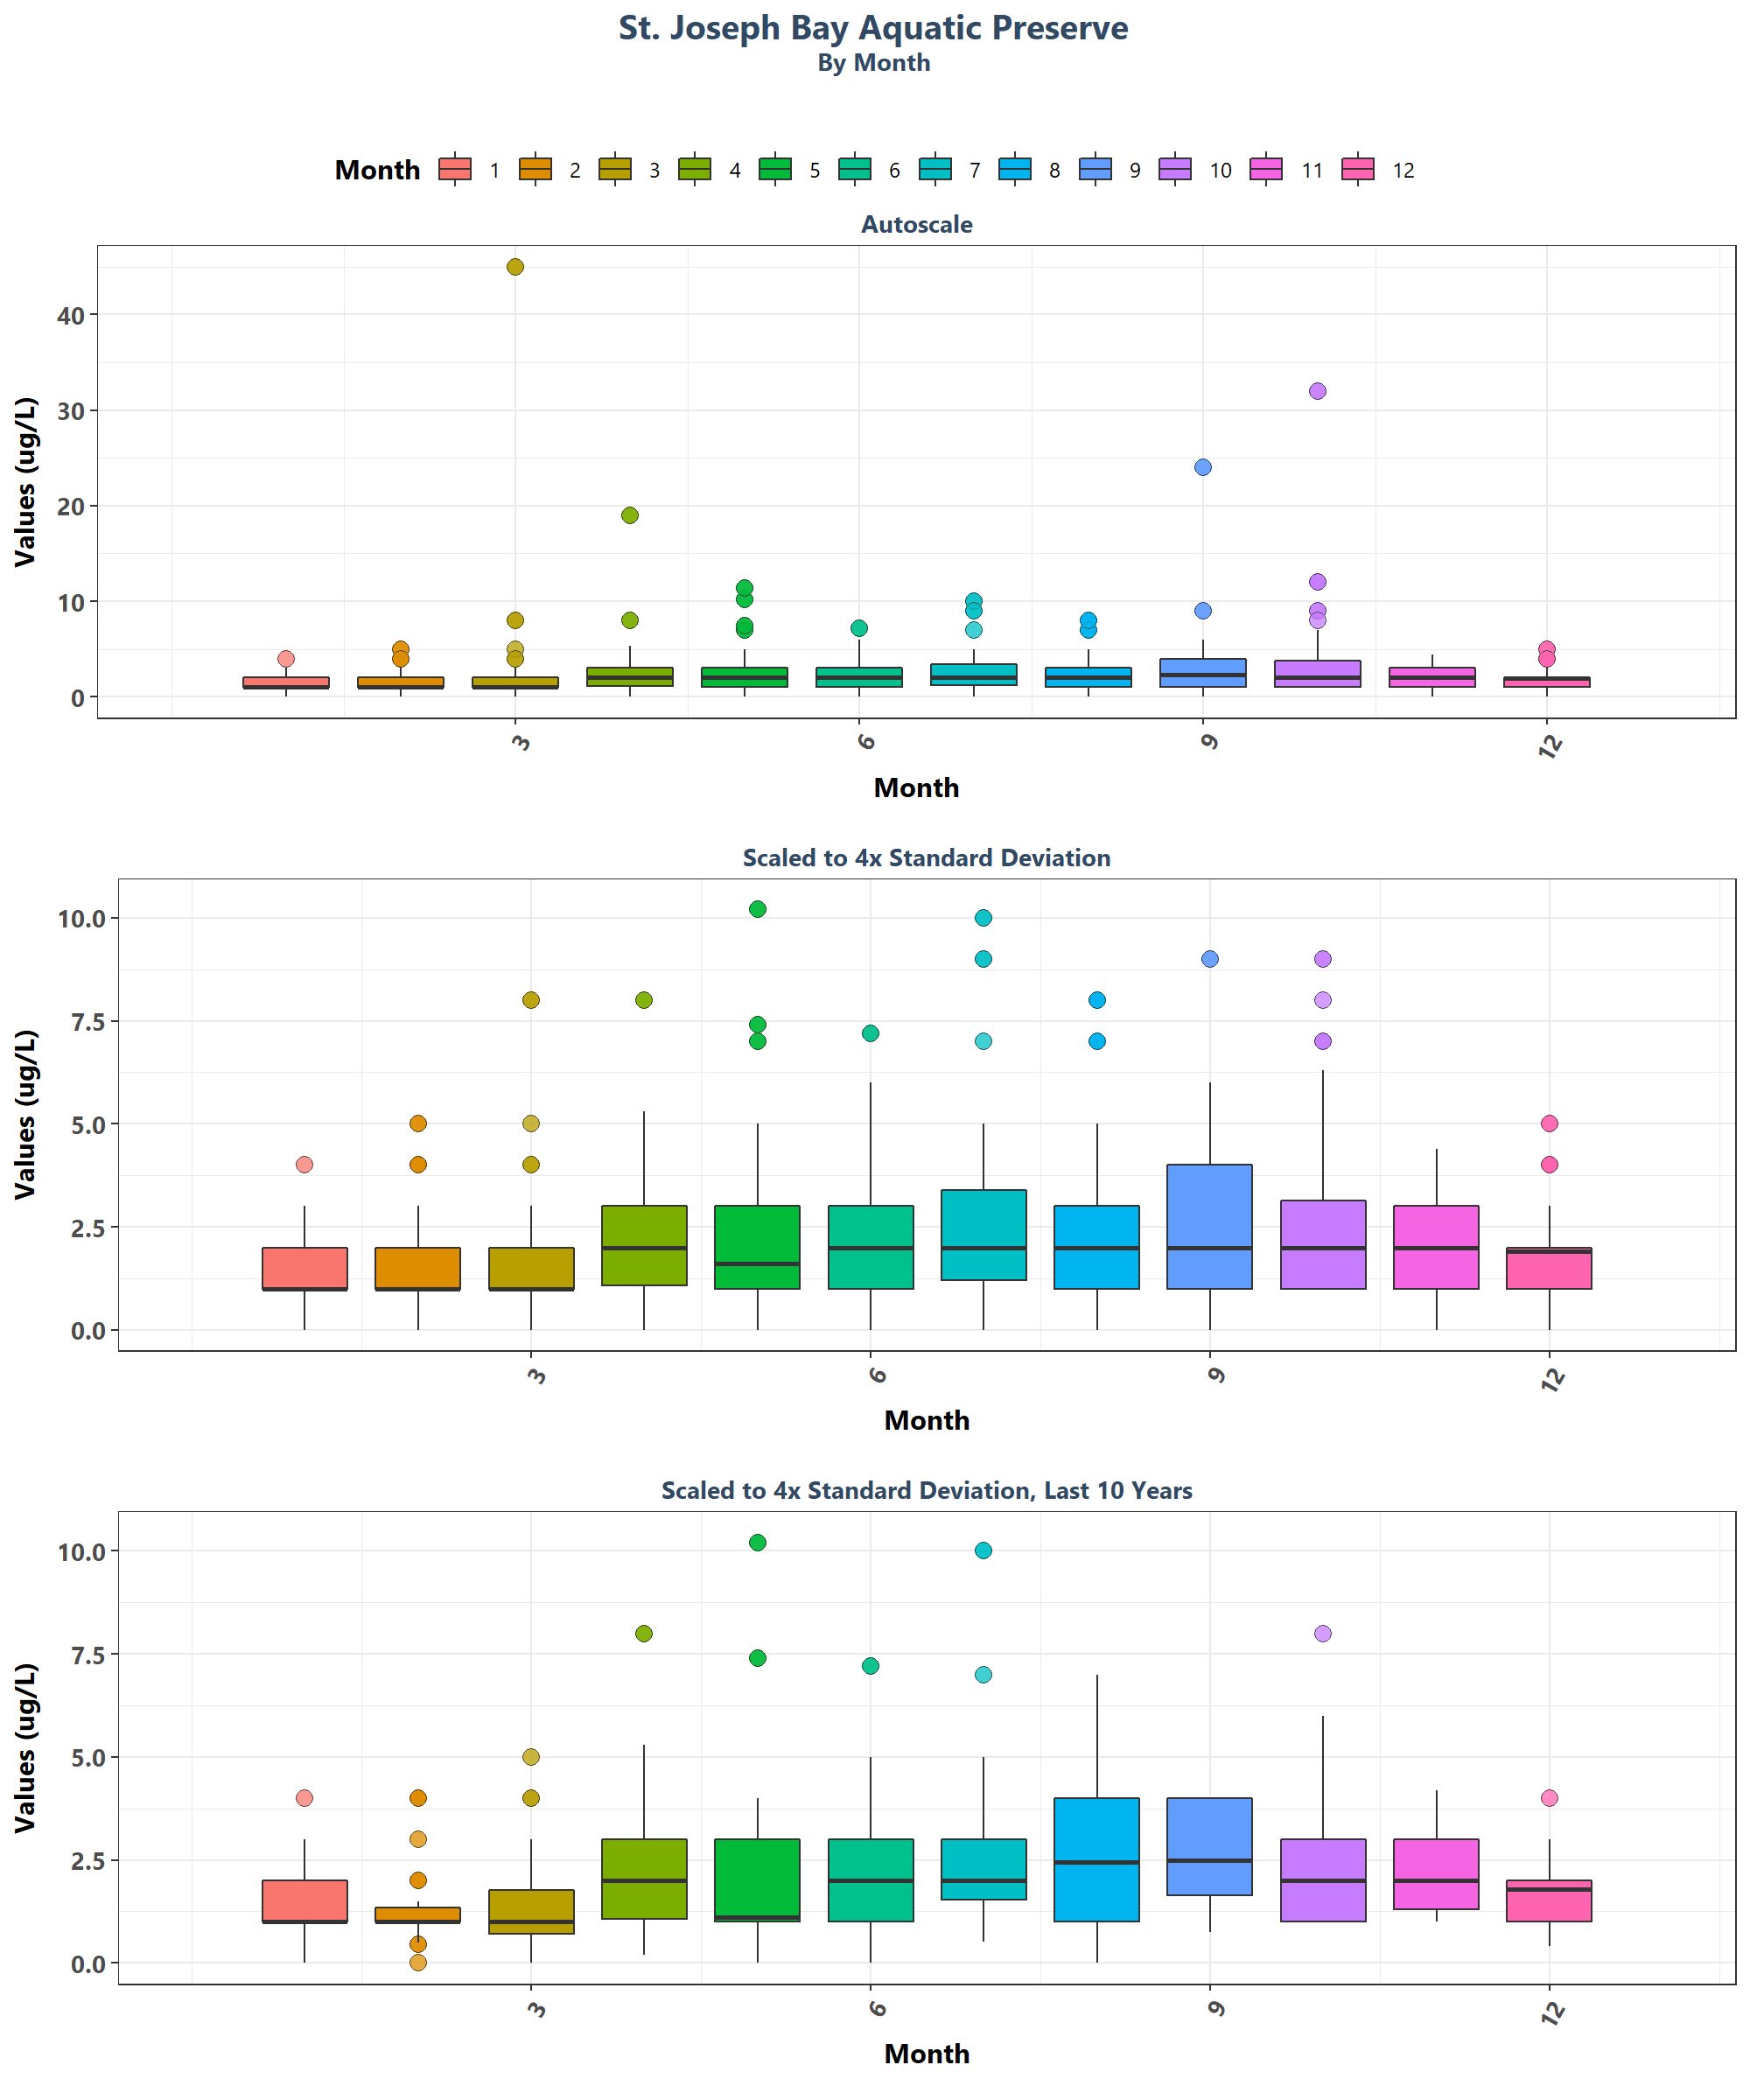 St. Joseph Bay Aquatic Preserve
By Month
Month 1 2 3 4 5 6 7 8 9 10 11 12
Autoscale
Values (ug/L)
40
30
20
10
0
3 6 9 12
Month
Scaled to 4x Standard Deviation
Values (ug/L)
10.0
7.5
5.0
2.5
0.0
3 6 9 12
Month
Scaled to 4x Standard Deviation, Last 10 Years
Values (ug/L)
10.0
7.5
5.0
2.5
0.0
3 6 9 12
Month